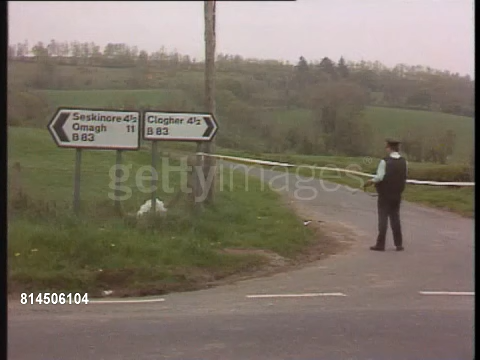 Seskinore 4½
Omagh 11
B 83
Clogher 4½
B 83
gettyimages
814506104